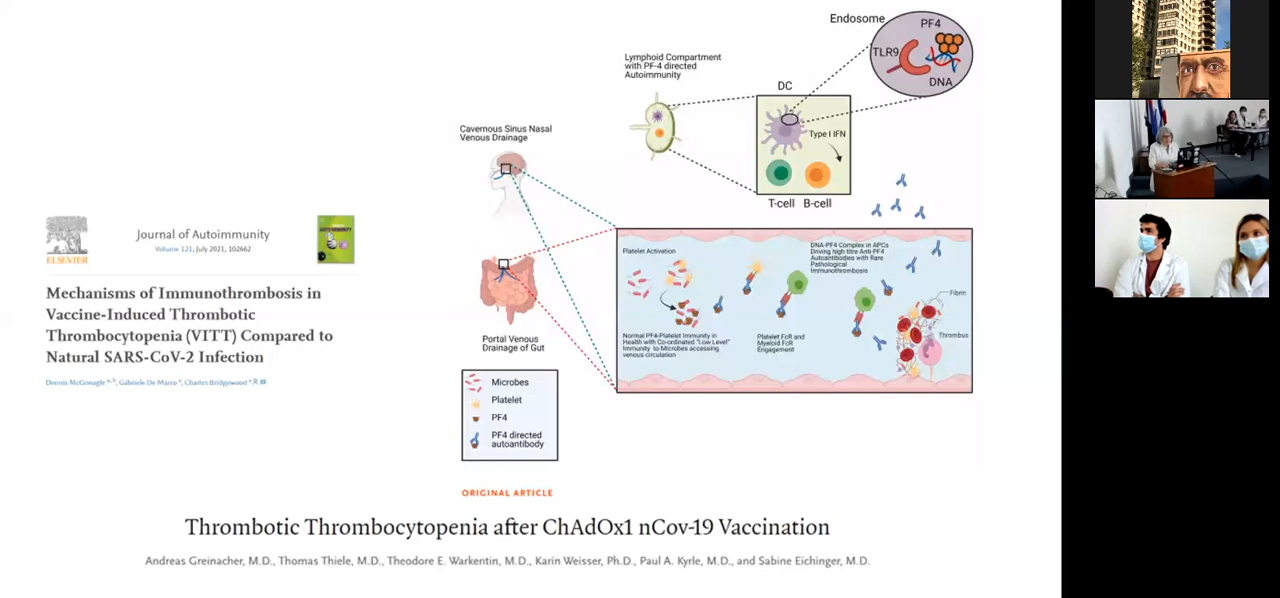 Endosome
PF4
TLR9
DNA
Lymphoid Compartment
with PF-4 directed
Autoimmunity
DC
Type I IFN
T-cell B-cell
Cavernous Sinus Nasal
Venous Drainage
ELSEVIER
Journal of Autoimmunity
Volume 121, July 2021, 102662
Mechanisms of Immunothrombosis in
Vaccine-Induced Thrombotic
Thrombocytopenia (VITT) Compared to
Natural SARS-CoV-2 Infection
Dennis McGonagle a, b, Gabriele De Marco a, Charles Bridgewood a
Portal Venous
Drainage of Gut
Platelet Activation
DNA-PF4 Complex in APCs
Driving high titre Anti-PF4
Autoantibodies with Rare
Pathological
Immunothrombosis
Fibrin
Thrombus
Normal PF4-Platelet Immunity in
Health with Co-ordinated "Low Level"
Immunity to Microbes accessing
venous circulation
Platelet FcR and
Myeloid FcR
Engagement
Microbes
Platelet
PF4
PF4 directed
autoantibody
ORIGINAL ARTICLE
Thrombotic Thrombocytopenia after ChAdOx1 nCov-19 Vaccination
Andreas Greinacher, M.D., Thomas Thiele, M.D., Theodore E. Warkentin, M.D., Karin Weisser, Ph.D., Paul A. Kyrle, M.D., and Sabine Eichinger, M.D.